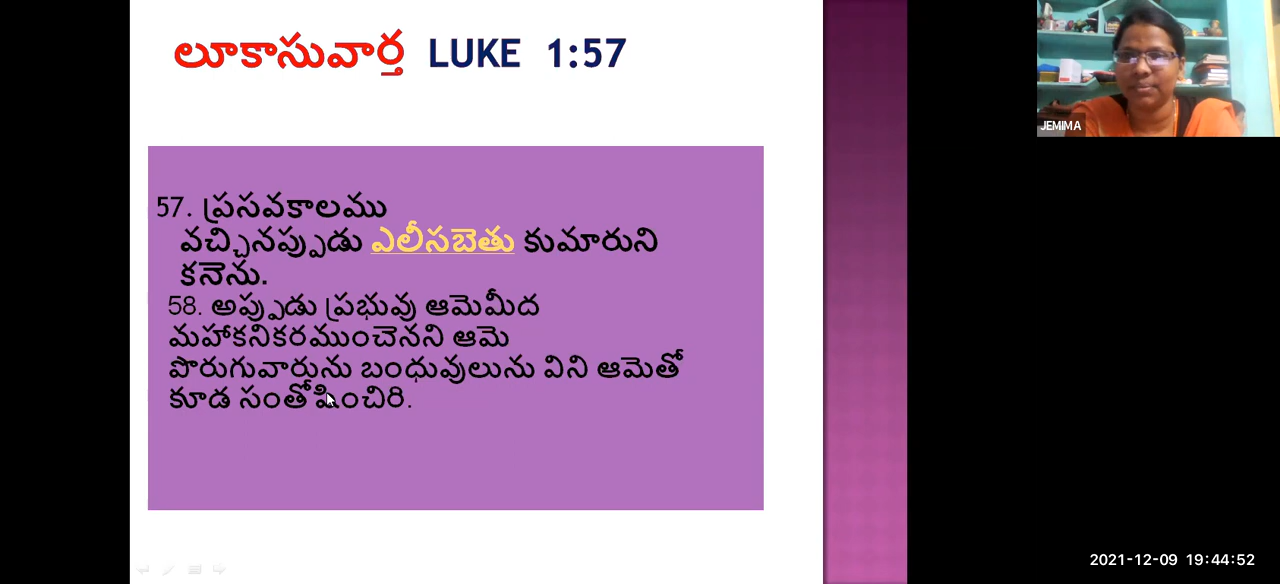 లూకాసువార్త LUKE 1:57
JEMIMA
57. ప్రసవకాలము
వచ్చినప్పుడు ఎలీసబెతు కుమారుని
కనెను.
58. అప్పుడు ప్రభువు ఆమెమీద
మహాకనికరముంచెనని ఆమె
పొరుగువారును బంధువులును విని ఆమెతో
కూడ సంతోషించిరి.
2021-12-09 19:44:52